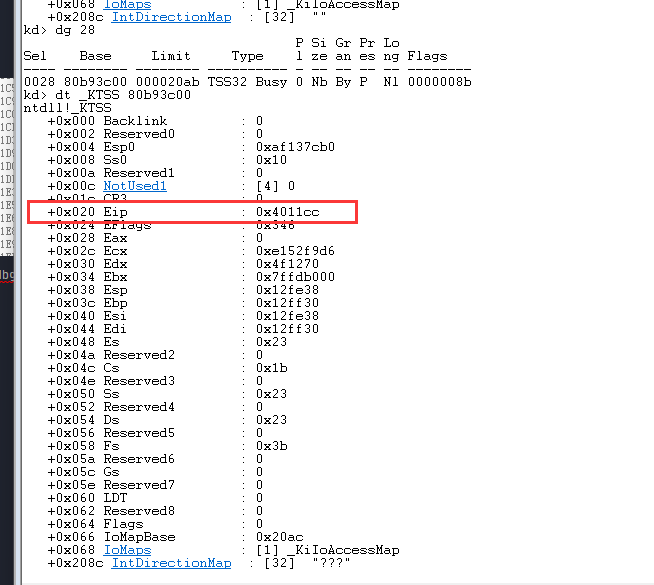 +0x068 IoMaps : [1] _KiIoAccessMap
+0x208c IntDirectionMap : [32] ""
kd> dg 28
P Si Gr Pr Lo
Sel Base Limit Type l ze an es ng Flags
---- -------- -------- ---------- - -- -- -- -- --------
0028 80b93c00 000020ab TSS32 Busy 0 Nb By P Nl 0000008b
kd> dt _KTSS 80b93c00
ntdll!_KTSS
+0x000 Backlink : 0
+0x002 Reserved0 : 0
+0x004 Esp0 : 0xaf137cb0
+0x008 Ss0 : 0x10
+0x00a Reserved1 : 0
+0x00c NotUsed1 : [4] 0
+0x01c CR3 : 0
+0x020 Eip : 0x4011cc
+0x024 EFlags : 0x346
+0x028 Eax : 0
+0x02c Ecx : 0xe152f9d6
+0x030 Edx : 0x4f1270
+0x034 Ebx : 0x7ffdb000
+0x038 Esp : 0x12fe38
+0x03c Ebp : 0x12ff30
+0x040 Esi : 0x12fe38
+0x044 Edi : 0x12ff30
+0x048 Es : 0x23
+0x04a Reserved2 : 0
+0x04c Cs : 0x1b
+0x04e Reserved3 : 0
+0x050 Ss : 0x23
+0x052 Reserved4 : 0
+0x054 Ds : 0x23
+0x056 Reserved5 : 0
+0x058 Fs : 0x3b
+0x05a Reserved6 : 0
+0x05c Gs : 0
+0x05e Reserved7 : 0
+0x060 LDT : 0
+0x062 Reserved8 : 0
+0x064 Flags : 0
+0x066 IoMapBase : 0x20ac
+0x068 IoMaps : [1] _KiIoAccessMap
+0x208c IntDirectionMap : [32] "???"